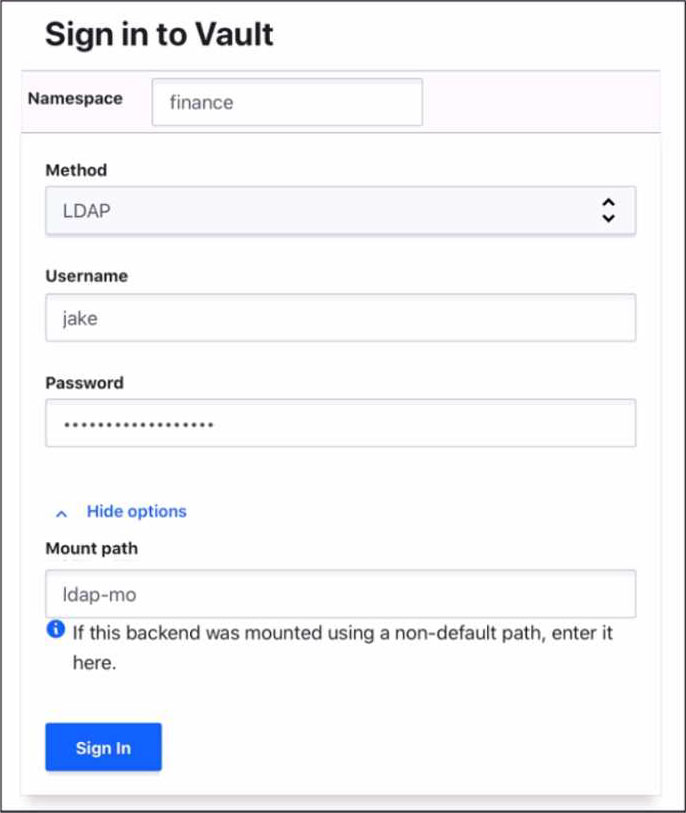 Sign in to Vault
Namespace
finance
Method
LDAP
Username
jake
Password
••••••••••••••••••
Hide options
Mount path
ldap-mo
If this backend was mounted using a non-default path, enter it
here.
Sign In